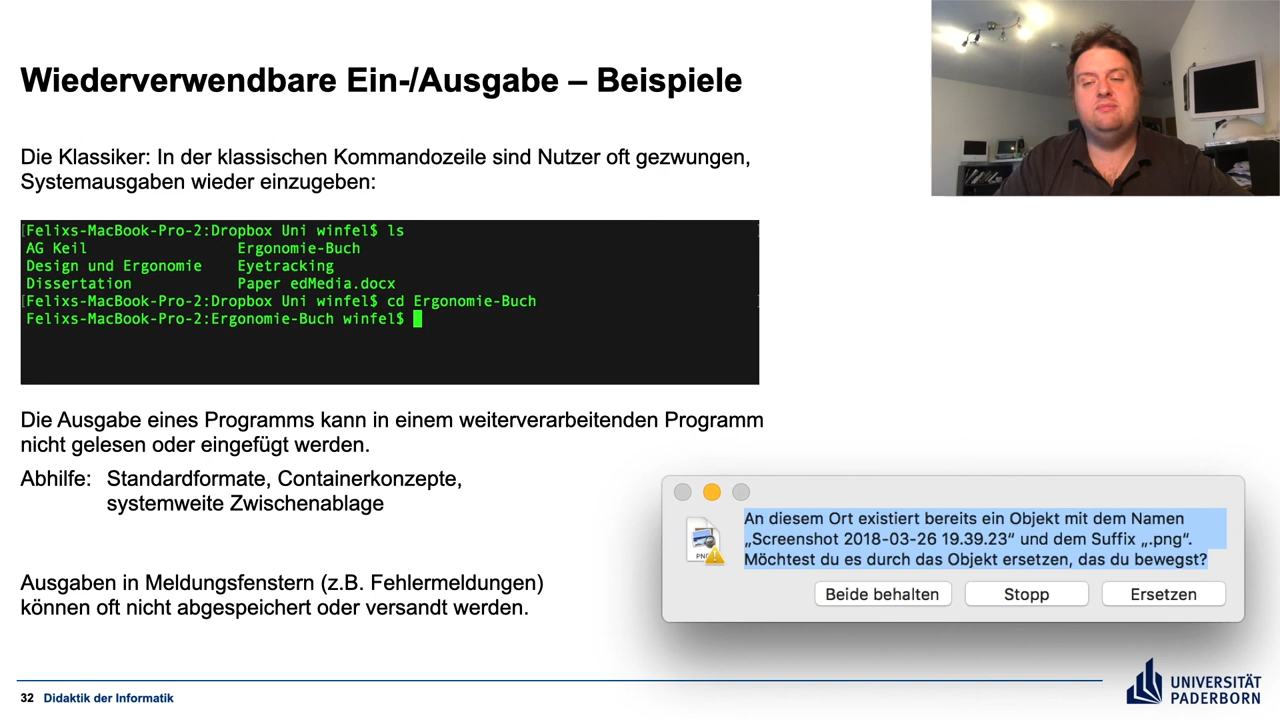 Wiederverwendbare Ein-/Ausgabe – Beispiele
Die Klassiker: In der klassischen Kommandozeile sind Nutzer oft gezwungen,
Systemausgaben wieder einzugeben:
[Felixs-MacBook-Pro-2:Dropbox Uni winfel$ ls ]
AG Keil Ergonomie-Buch
Design und Ergonomie Eyetracking
Dissertation Paper edMedia.docx
[Felixs-MacBook-Pro-2:Dropbox Uni winfel$ cd Ergonomie-Buch ]
Felixs-MacBook-Pro-2:Ergonomie-Buch winfel$
Die Ausgabe eines Programms kann in einem weiterverarbeitenden Programm
nicht gelesen oder eingefügt werden.
Abhilfe: Standardformate, Containerkonzepte,
systemweite Zwischenablage
Ausgaben in Meldungsfenstern (z.B. Fehlermeldungen)
können oft nicht abgespeichert oder versandt werden.
PNG
An diesem Ort existiert bereits ein Objekt mit dem Namen
„Screenshot 2018-03-26 19.39.23“ und dem Suffix „.png“.
Möchtest du es durch das Objekt ersetzen, das du bewegst?
Beide behalten Stopp Ersetzen
32 Didaktik der Informatik
UNIVERSITÄT
PADERBORN